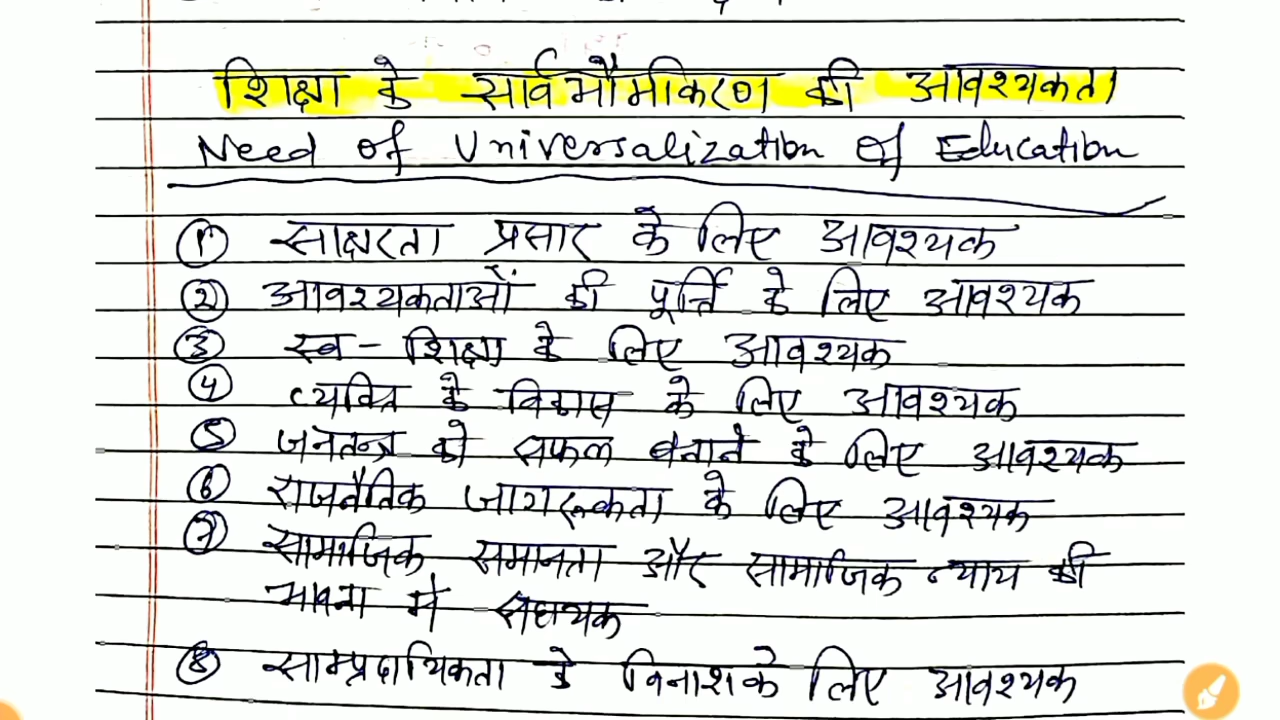 शिक्षा के सार्वभौमिकरण की आवश्यकता
Need of Universalization of Education
① साक्षरता प्रसार के लिए आवश्यक
② आवश्यकताओं की पूर्त्ति के लिए आवश्यक
③ स्व-शिक्षा के लिए आवश्यक
④ व्यक्ति के विकास के लिए आवश्यक
⑤ जनतन्त्र को सफल बनाने के लिए आवश्यक
⑥ राजनैतिक जागरूकता के लिए आवश्यक
⑦ सामाजिक समानता और सामाजिक न्याय की
भावना में सहायक
⑧ साम्प्रदायिकता के विनाश के लिए आवश्यक